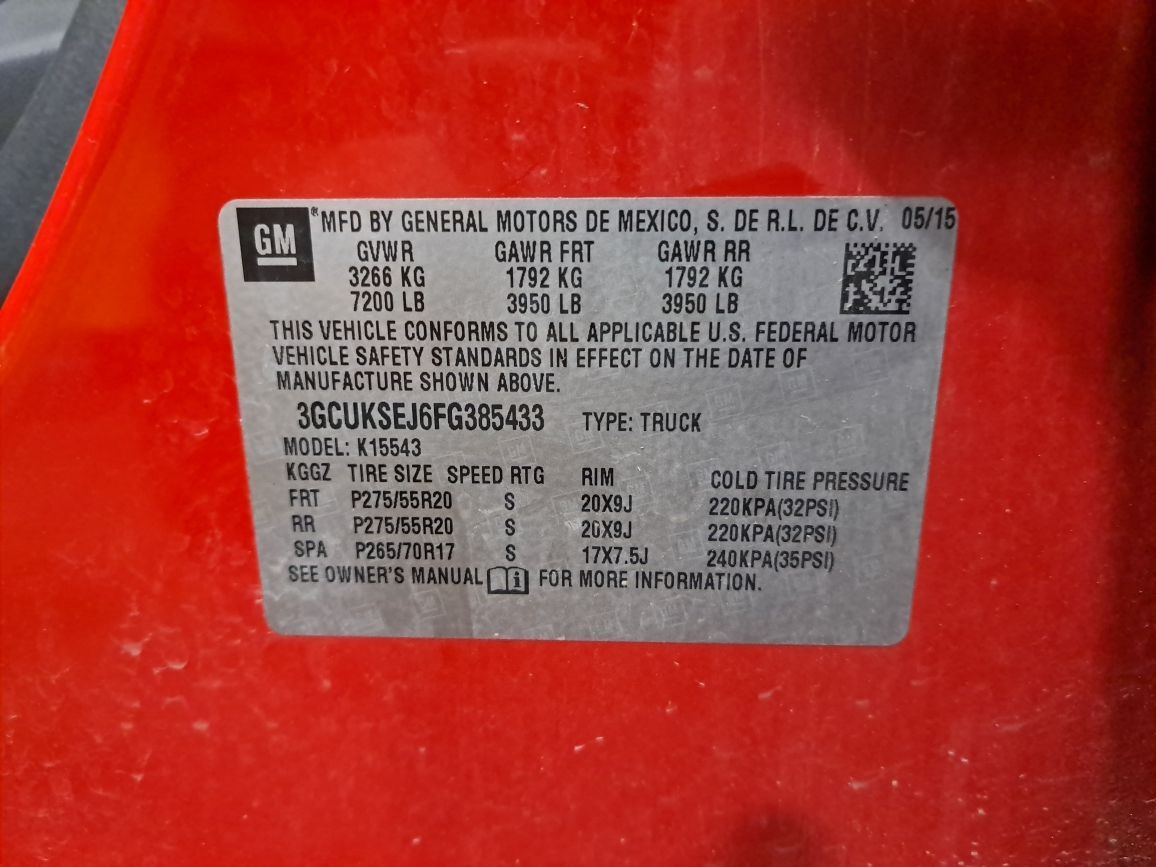 GM ® MFD BY GENERAL MOTORS DE MEXICO, S. DE R.L. DE C.V. 05/15
GVWR GAWR FRT GAWR RR
3266 KG 1792 KG 1792 KG
7200 LB 3950 LB 3950 LB
THIS VEHICLE CONFORMS TO ALL APPLICABLE U.S. FEDERAL MOTOR
VEHICLE SAFETY STANDARDS IN EFFECT ON THE DATE OF
MANUFACTURE SHOWN ABOVE.
3GCUKSEJ6FG385433 TYPE: TRUCK
MODEL: K15543
KGGZ TIRE SIZE SPEED RTG RIM COLD TIRE PRESSURE
FRT P275/55R20 S 20X9J 220KPA(32PSI)
RR P275/55R20 S 20X9J 220KPA(32PSI)
SPA P265/70R17 S 17X7.5J 240KPA(35PSI)
SEE OWNER'S MANUAL i FOR MORE INFORMATION.